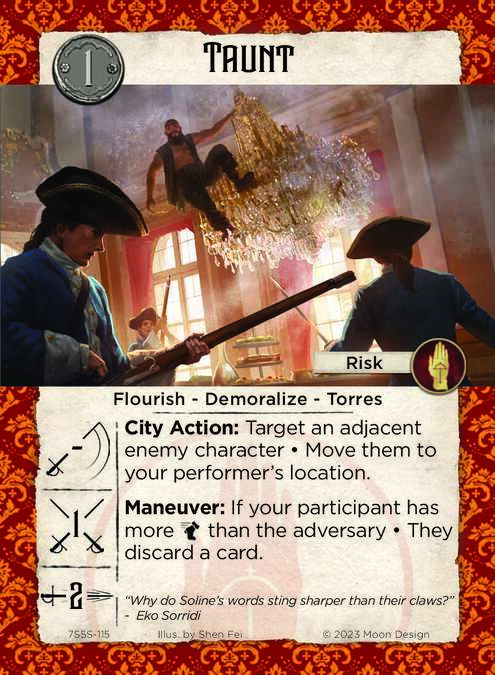 1
TAUNT
Risk
Flourish - Demoralize - Torres
-
City Action: Target an adjacent
enemy character • Move them to
your performer's location.
1
Maneuver: If your participant has
more than the adversary • They
discard a card.
+2
"Why do Soline's words sting sharper than their claws?"
- Eko Sorridi
7S5S-115 Illus. by Shen Fei © 2023 Moon Design